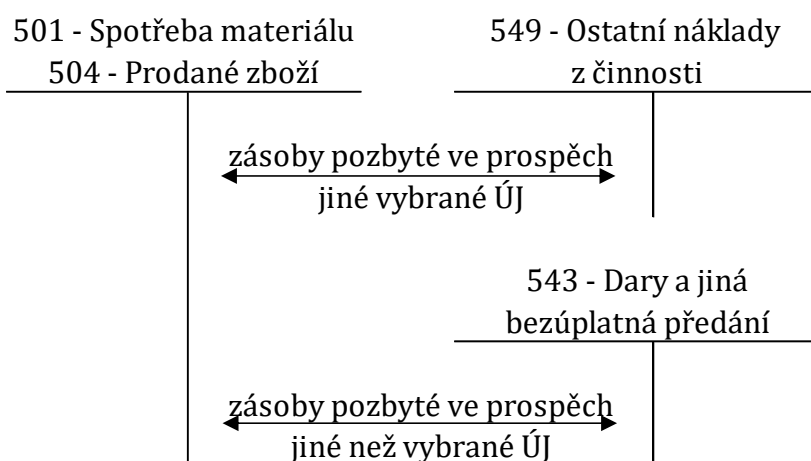 501 - Spotřeba materiálu
504 - Prodané zboží
549 - Ostatní náklady
z činnosti
zásoby pozbyté ve prospěch
jiné vybrané ÚJ
543 - Dary a jiná
bezúplatná předání
zásoby pozbyté ve prospěch
jiné než vybrané ÚJ